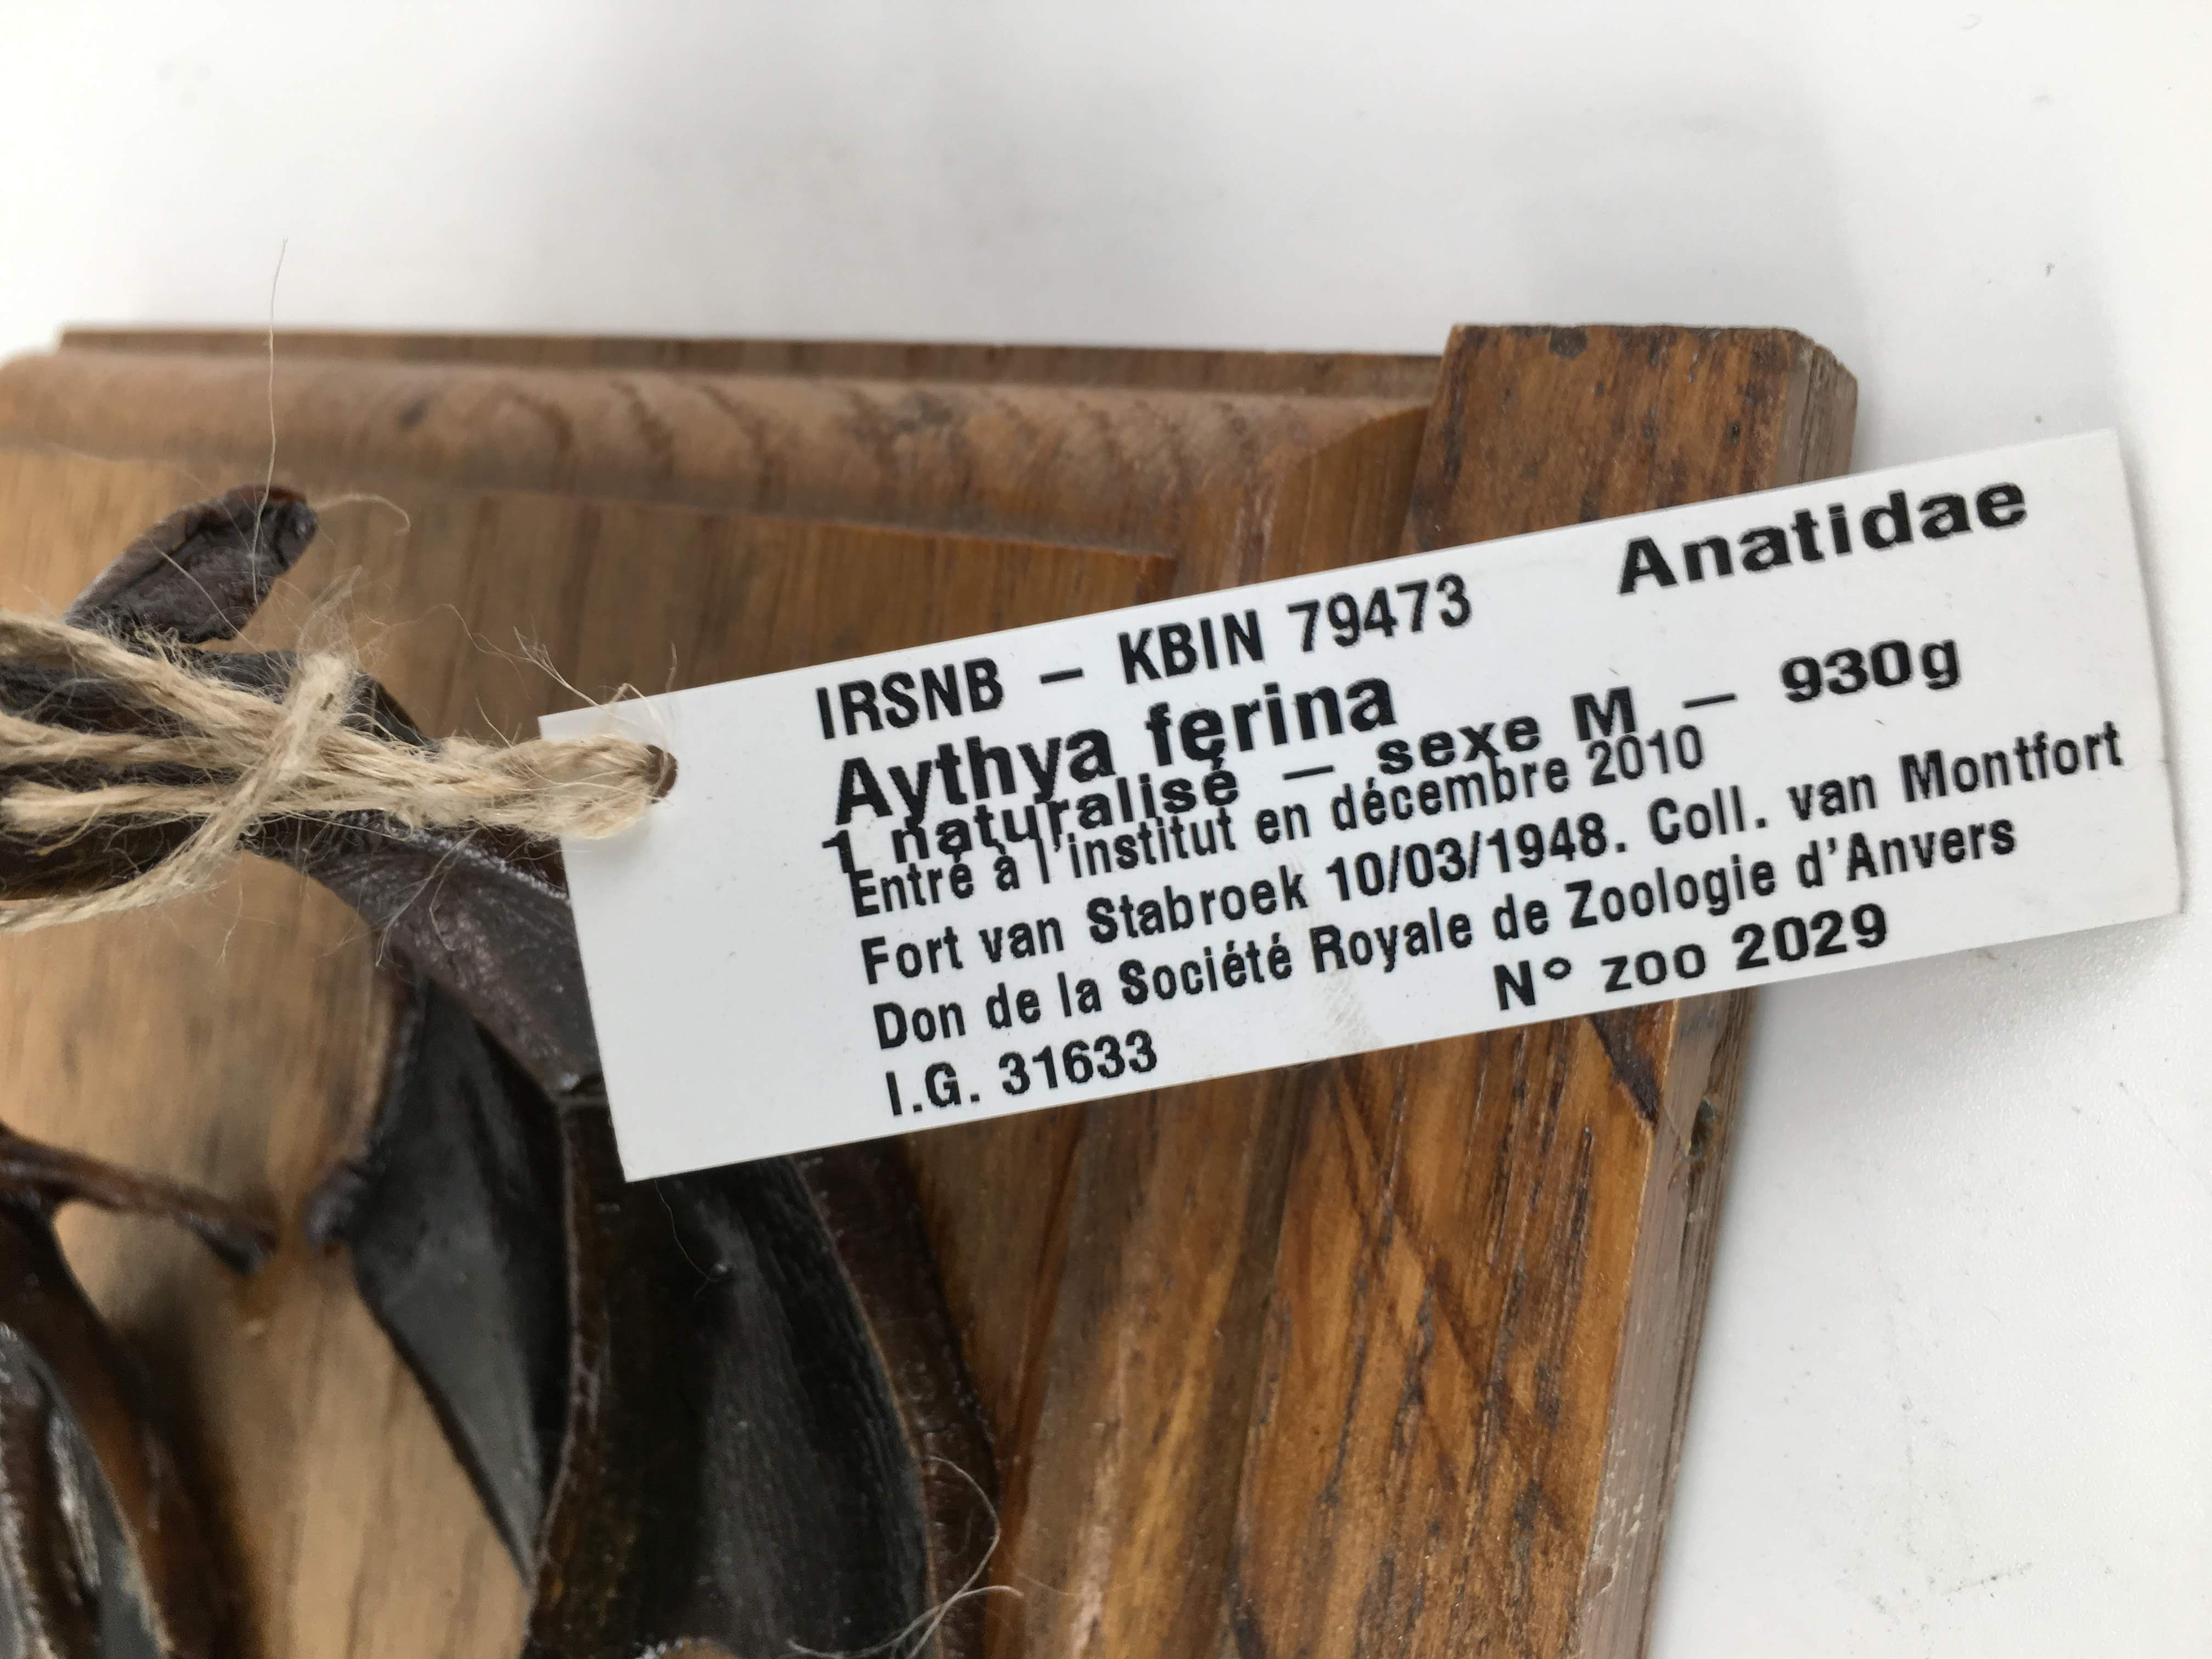 IRSNB – KBIN 79473 Anatidae
Aythya ferina
1 naturalisé – sexe M – 930g
Entré à l'institut en décembre 2010
Fort van Stabroek 10/03/1948. Coll. van Montfort
Don de la Société Royale de Zoologie d'Anvers
I.G. 31633 N° zoo 2029